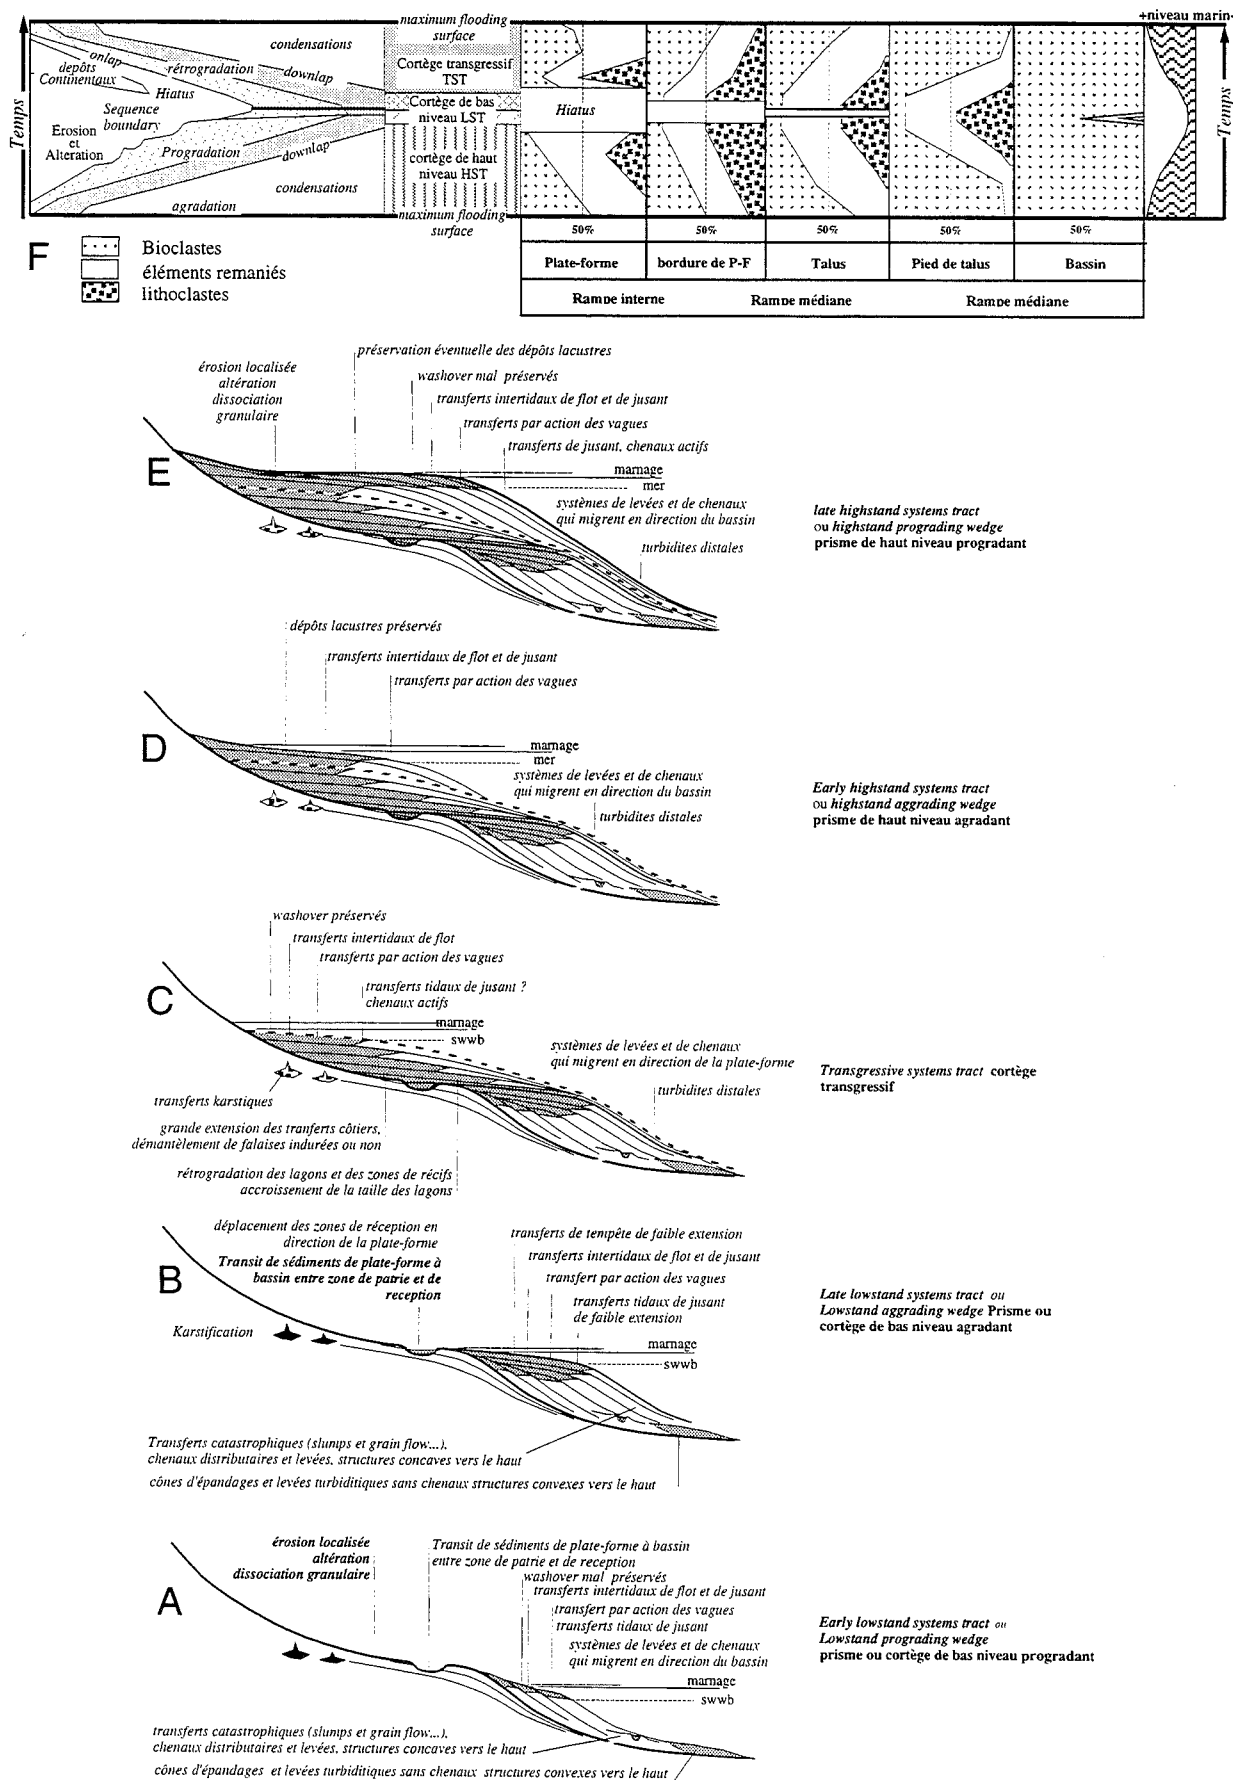 +niveau marin-
Temps
onlap
depôts
Continentaux
rétrogradation
Hiatus
downlap
condensations
Sequence
boundary
Erosion
et
Alteration
Progradation
downlap
condensations
agradation
maximum flooding
surface
Cortège transgressif
TST
Cortège de bas
niveau LST
cortège de haut
niveau HST
maximum flooding
surface
Hiatus
Temps
50% 50% 50% 50% 50%
Plate-forme bordure de P-F Talus Pied de talus Bassin
Rampe interne Rampe médiane Rampe médiane
F
Bioclastes
éléments remaniés
lithoclastes
préservation éventuelle des dépôts lacustres
érosion localisée
altération
dissociation
granulaire
washover mal préservés
transferts intertidaux de flot et de jusant
transferts par action des vagues
transferts de jusant, chenaux actifs
E
marnage
mer
systèmes de levées et de chenaux
qui migrent en direction du bassin
turbidites distales
late highstand systems tract
ou highstand prograding wedge
prisme de haut niveau progradant
dépôts lacustres préservés
transferts intertidaux de flot et de jusant
transferts par action des vagues
D
marnage
mer
systèmes de levées et de chenaux
qui migrent en direction du bassin
turbidites distales
Early highstand systems tract
ou highstand aggrading wedge
prisme de haut niveau agradant
washover préservés
transferts intertidaux de flot
transferts par action des vagues
transferts tidaux de jusant ?
chenaux actifs
C
marnage
swwb
systèmes de levées et de chenaux
qui migrent en direction de la plate-forme
turbidites distales
Transgressive systems tract cortège
transgressif
transferts karstiques
grande extension des tranferts côtiers,
démantèlement de falaises indurées ou non
rétrogradation des lagons et des zones de récifs
accroissement de la taille des lagons
déplacement des zones de réception en
direction de la plate-forme
Transit de sédiments de plate-forme à
bassin entre zone de patrie et de
reception
transferts de tempête de faible extension
transferts intertidaux de flot et de jusant
transfert par action des vagues
transferts tidaux de jusant
de faible extension
B
Karstification
marnage
swwb
Late lowstand systems tract ou
Lowstand aggrading wedge Prisme ou
cortège de bas niveau agradant
Transferts catastrophiques (slumps et grain flow...),
chenaux distributaires et levées, structures concaves vers le haut
cônes d'épandages et levées turbiditiques sans chenaux structures convexes vers le haut
érosion localisée
altération
dissociation granulaire
Transit de sédiments de plate-forme à bassin
entre zone de patrie et de reception
washover mal préservés
transferts intertidaux de flot et de jusant
transfert par action des vagues
transferts tidaux de jusant
systèmes de levées et de chenaux
qui migrent en direction du bassin
A
marnage
swwb
Early lowstand systems tract ou
Lowstand prograding wedge
prisme ou cortège de bas niveau progradant
transferts catastrophiques (slumps et grain flow...),
chenaux distributaires et levées, structures concaves vers le haut
cônes d'épandages et levées turbiditiques sans chenaux structures convexes vers le haut